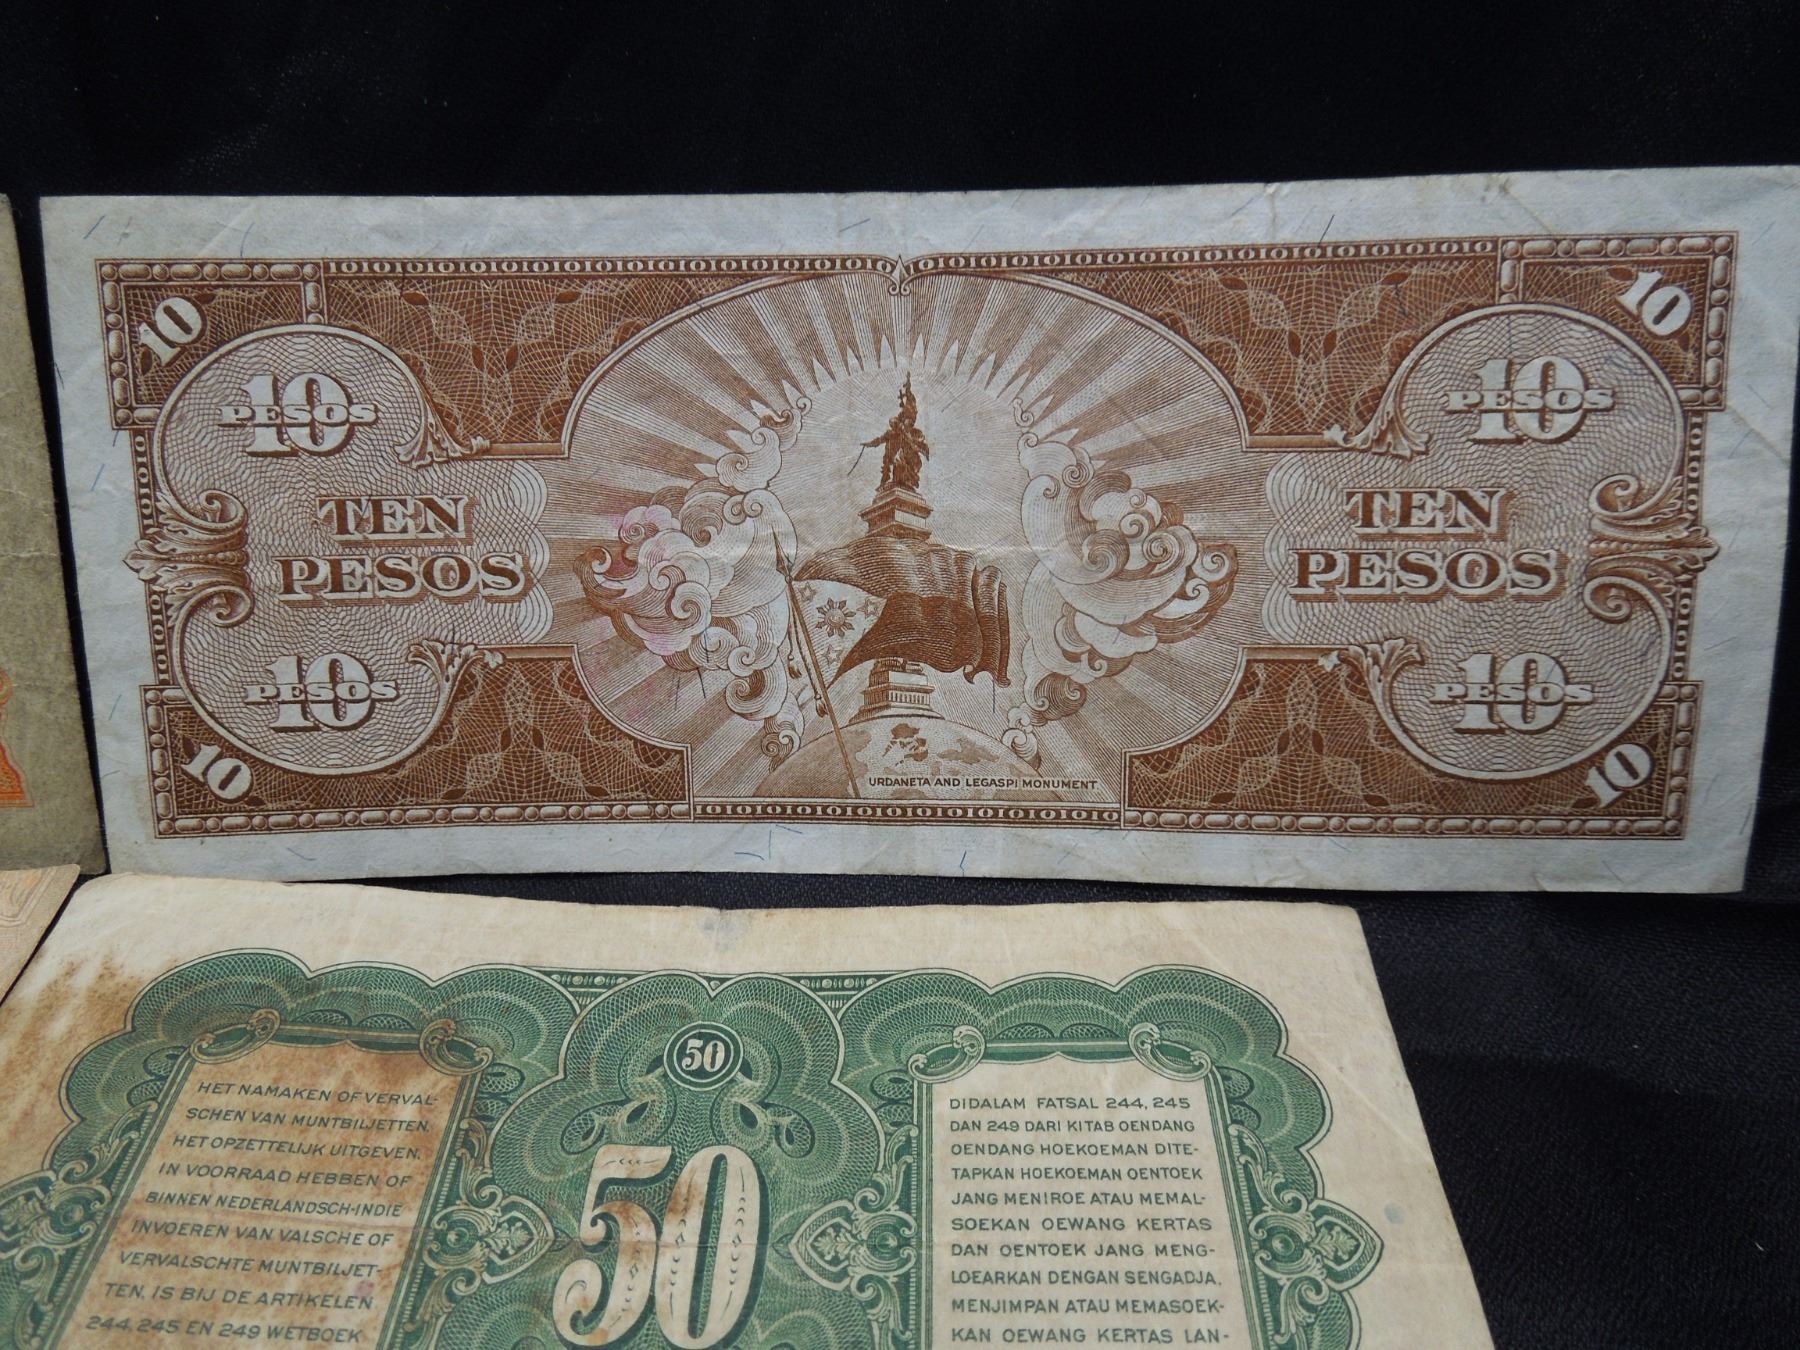 10
10
10
PESOS
10
PESOS
TEN
PESOS
TEN
PESOS
10
PESOS
10
PESOS
10
10
URDANETA AND LEGASPI MONUMENT
50
HET NAMAKEN OF VERVAL-
SCHEN VAN MUNTBILJETTEN,
HET OPZETTELIJK UITGEVEN,
IN VOORRAAD HEBBEN OF
BINNEN NEDERLANDSCH-INDIË
INVOEREN VAN VALSCHE OF
VERVALSCHTE MUNTBILJET-
TEN, IS BIJ DE ARTIKELEN
244, 245 EN 249 WETBOEK
50
DIDALAM FATSAL 244, 245
DAN 249 DARI KITAB OENDANG
OENDANG HOEKOEMAN DITE-
TAPKAN HOEKOEMAN OENTOEK
JANG MENIROE ATAU MEMAL-
SOEKAN OEWANG KERTAS
DAN OENTOEK JANG MENG-
LOEARKAN DENGAN SENGADJA,
MENJIMPAN ATAU MEMASOEK-
KAN OEWANG KERTAS LAN-